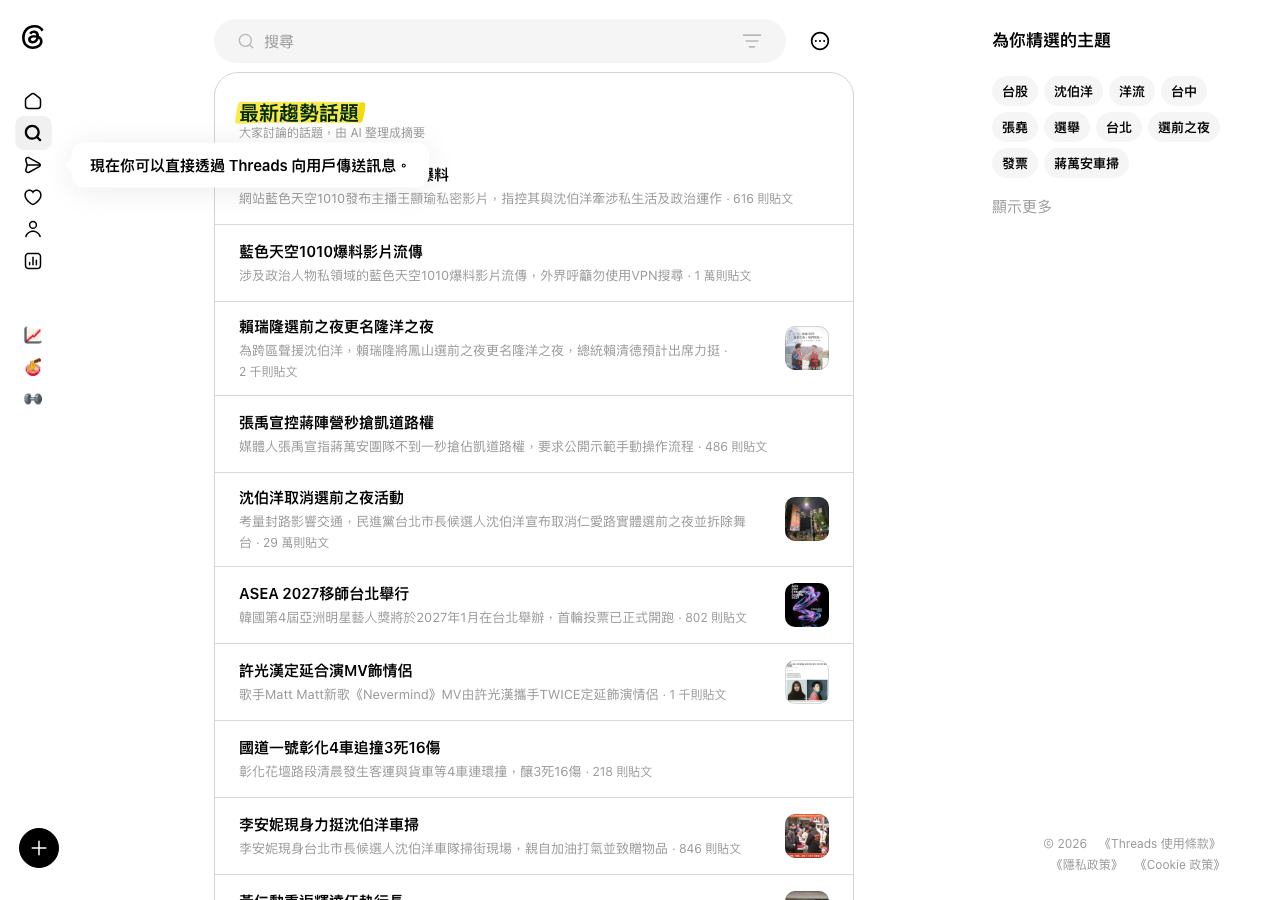 搜尋
最新趨勢話題
大家討論的話題，由 AI 整理成摘要
現在你可以直接透過 Threads 向用戶傳送訊息。
爆料
網站藍色天空1010發布主播王顯瑜私密影片，指控其與沈伯洋牽涉私生活及政治運作 · 616 則貼文
藍色天空1010爆料影片流傳
涉及政治人物私領域的藍色天空1010爆料影片流傳，外界呼籲勿使用VPN搜尋 · 1 萬則貼文
賴瑞隆選前之夜更名隆洋之夜
為跨區聲援沈伯洋，賴瑞隆將鳳山選前之夜更名隆洋之夜，總統賴清德預計出席力挺 ·
2 千則貼文
張禹宣控蔣陣營秒搶凱道路權
媒體人張禹宣指蔣萬安團隊不到一秒搶佔凱道路權，要求公開示範手動操作流程 · 486 則貼文
沈伯洋取消選前之夜活動
考量封路影響交通，民進黨台北市長候選人沈伯洋宣布取消仁愛路實體選前之夜並拆除舞
台 · 29 萬則貼文
ASEA 2027移師台北舉行
韓國第4屆亞洲明星藝人獎將於2027年1月在台北舉辦，首輪投票已正式開跑 · 802 則貼文
許光漢定延合演MV飾情侶
歌手Matt Matt新歌《Nevermind》MV由許光漢攜手TWICE定延飾演情侶 · 1 千則貼文
國道一號彰化4車追撞3死16傷
彰化花壇路段清晨發生客運與貨車等4車連環撞，釀3死16傷 · 218 則貼文
李安妮現身力挺沈伯洋車掃
李安妮現身台北市長候選人沈伯洋車隊掃街現場，親自加油打氣並致贈物品 · 846 則貼文
黃仁勳重返輝達任執行長
為你精選的主題
台股 沈伯洋 洋流 台中
張堯 選舉 台北 選前之夜
發票 蔣萬安車掃
顯示更多
© 2026 《Threads 使用條款》
《隱私政策》 《Cookie 政策》